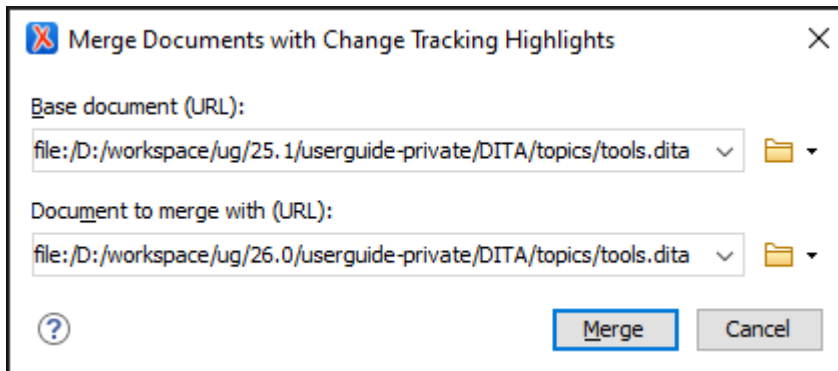 Merge Documents with Change Tracking Highlights
Base document (URL):
file:/D:/workspace/ug/25.1/userguide-private/DITA/topics/tools.dita
Document to merge with (URL):
file:/D:/workspace/ug/26.0/userguide-private/DITA/topics/tools.dita
? Merge Cancel